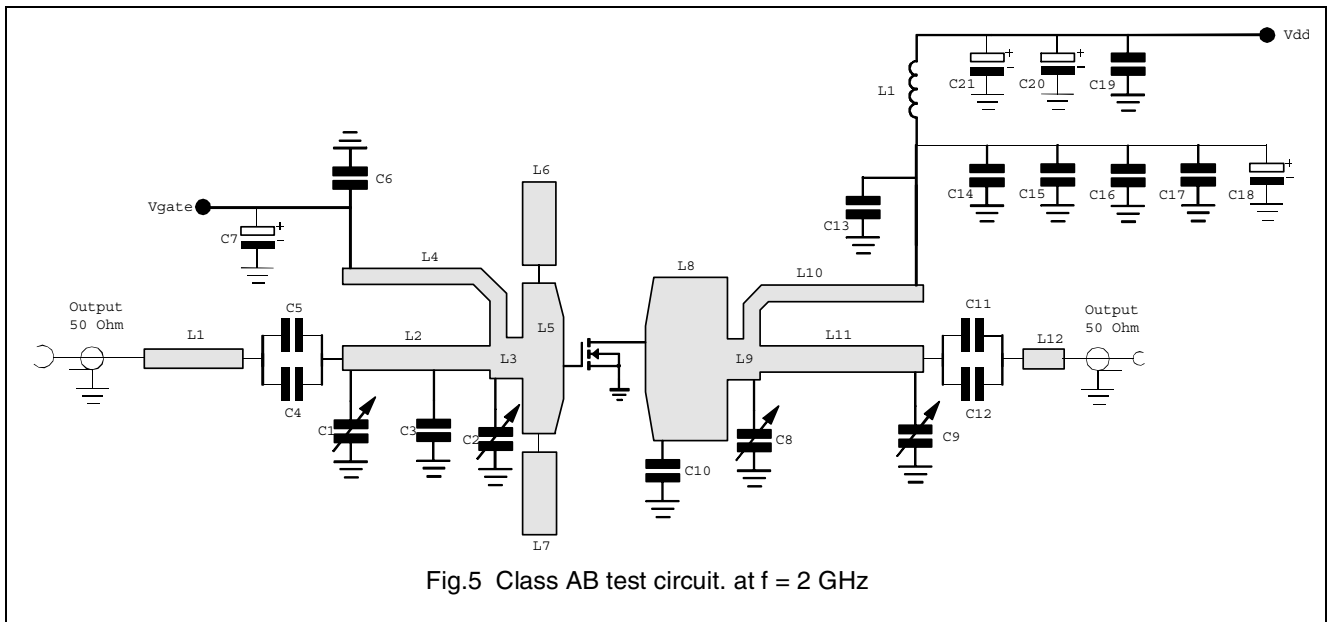 Vdd
L1
C21
+
-
C20
+
-
C19
C6
L6
C14
C15
C16
C17
C18
+
-
Vgate
C7
+
-
C13
L4
L8
L10
Output
50 Ohm
L1
C5
C4
L2
L3
L5
L9
L11
C11
C12
L12
Output
50 Ohm
C1
C3
C2
C10
C8
C9
L7
Fig.5 Class AB test circuit. at f = 2 GHz